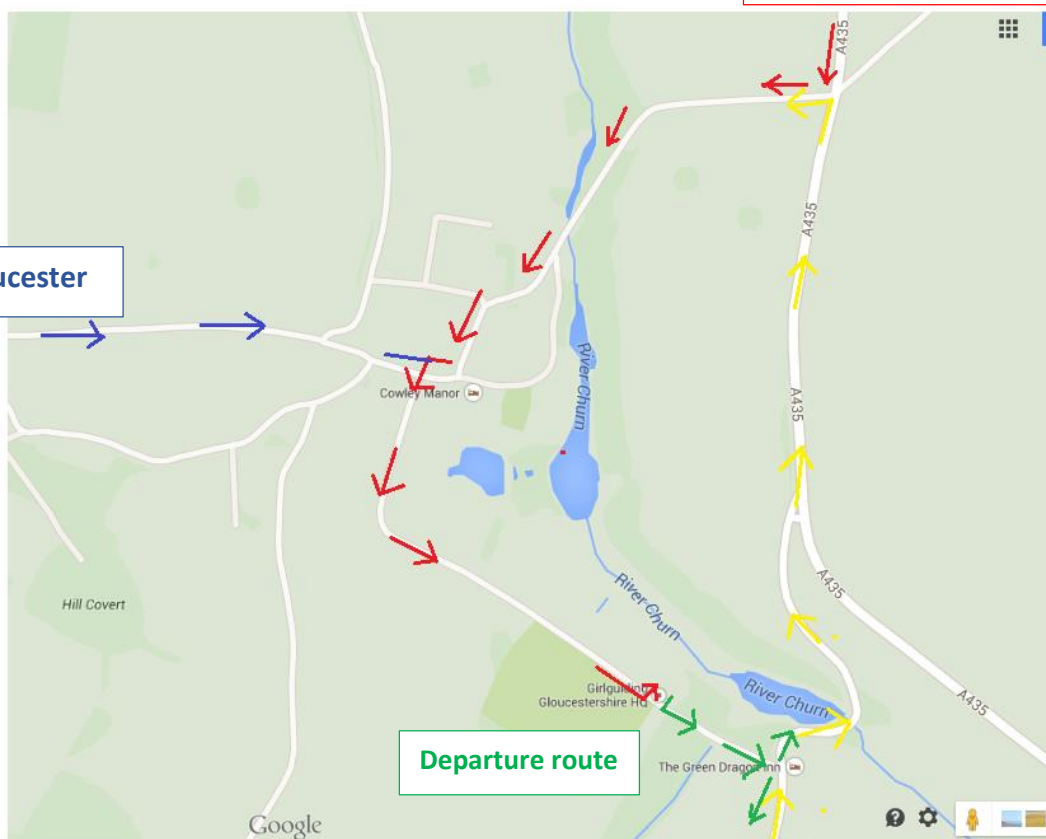 A435
A435
ucester
River Churn
A435
Cowley Manor
A435
River Churn
Hill Covert
A435
River Churn
Girlguiding
Gloucestershire HQ
Departure route
The Green Dragon Inn
Google